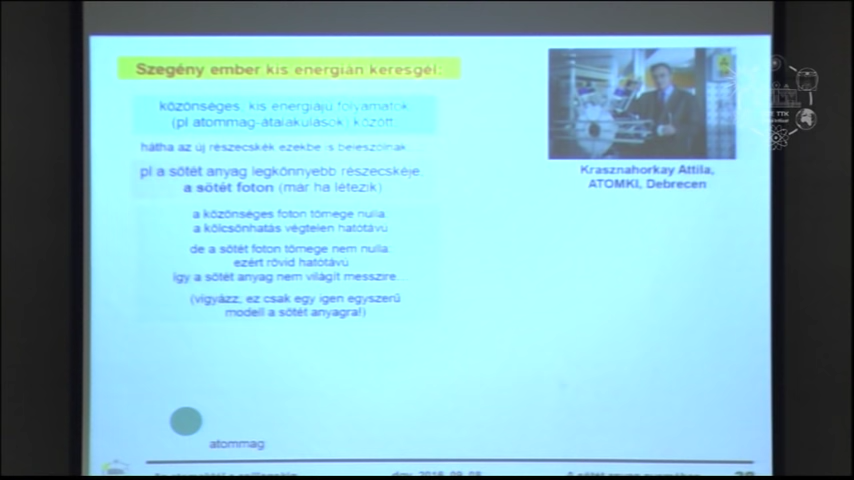 Szegény ember kis energián keresgél:
közönséges, kis energiájú folyamatok
(pl atommag-átalakulások) között,
hátha az új részecskék ezekbe is beleszólnak.
pl a sötét anyag legkönnyebb részecskéje,
a sötét foton (már ha létezik)
a közönséges foton tömege nulla,
a kölcsönhatás végtelen hatótávú
de a sötét foton tömege nem nulla,
ezért rövid hatótávú
így a sötét anyag nem világít messzire...
(vigyázz, ez csak egy igen egyszerű
modell a sötét anyagra!)
Krasznahorkay Attila,
ATOMKI, Debrecen
TTK
atommag